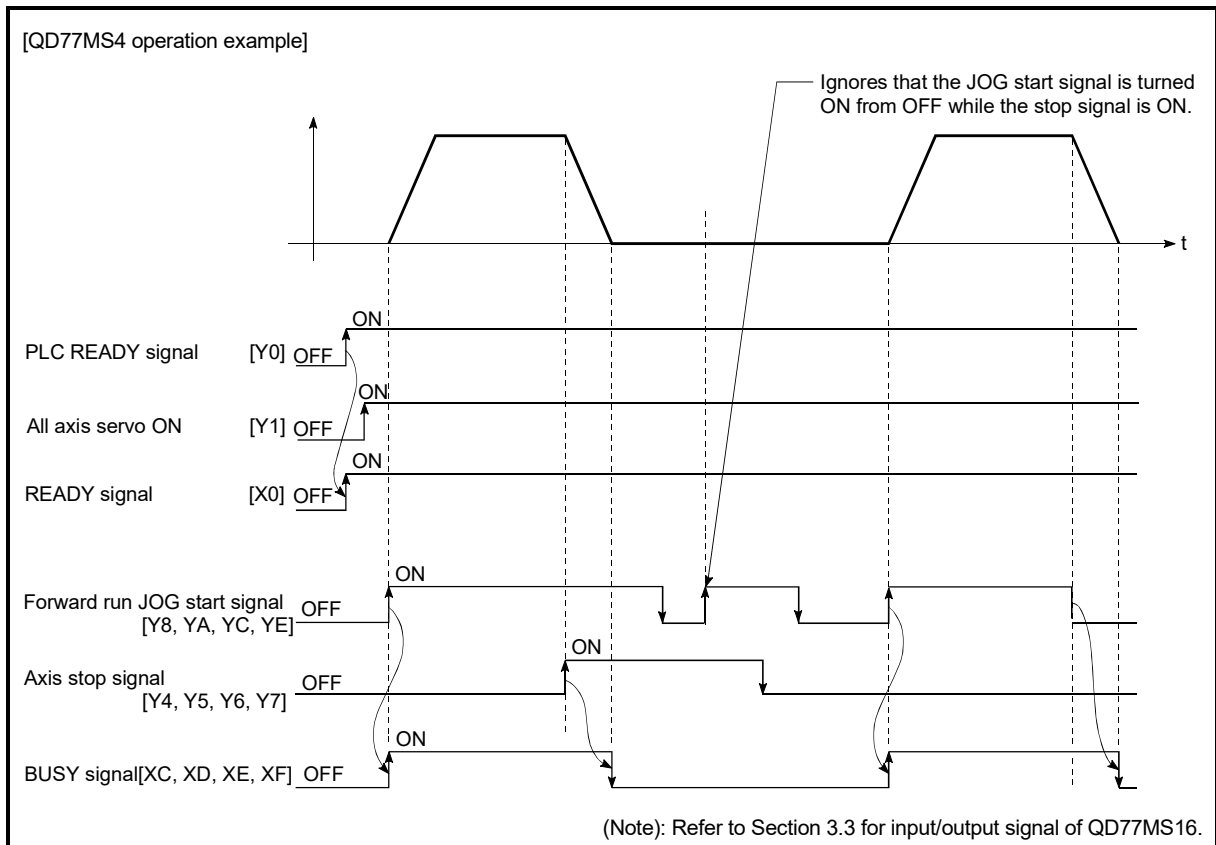 [QD77MS4 operation example]
Ignores that the JOG start signal is turned
ON from OFF while the stop signal is ON.
t
ON
PLC READY signal [Y0] OFF
ON
All axis servo ON [Y1] OFF
ON
READY signal [X0] OFF
ON
Forward run JOG start signal OFF
[Y8, YA, YC, YE]
ON
Axis stop signal OFF
[Y4, Y5, Y6, Y7]
ON
BUSY signal[XC, XD, XE, XF] OFF
(Note): Refer to Section 3.3 for input/output signal of QD77MS16.